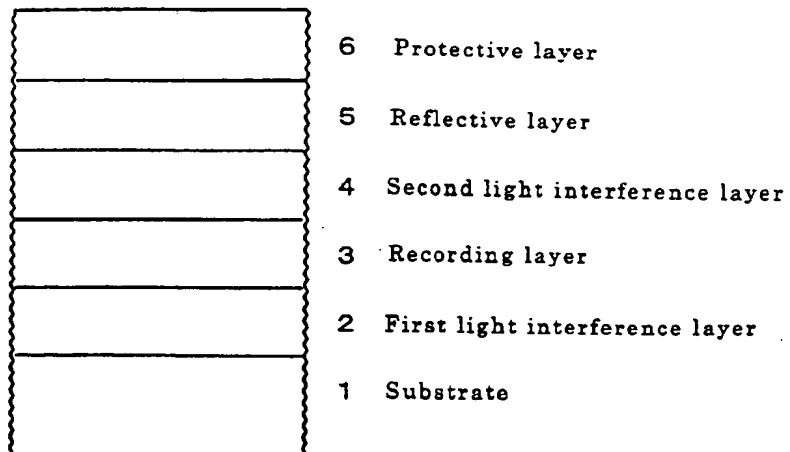 6 Protective layer
5 Reflective layer
4 Second light interference layer
3 Recording layer
2 First light interference layer
1 Substrate